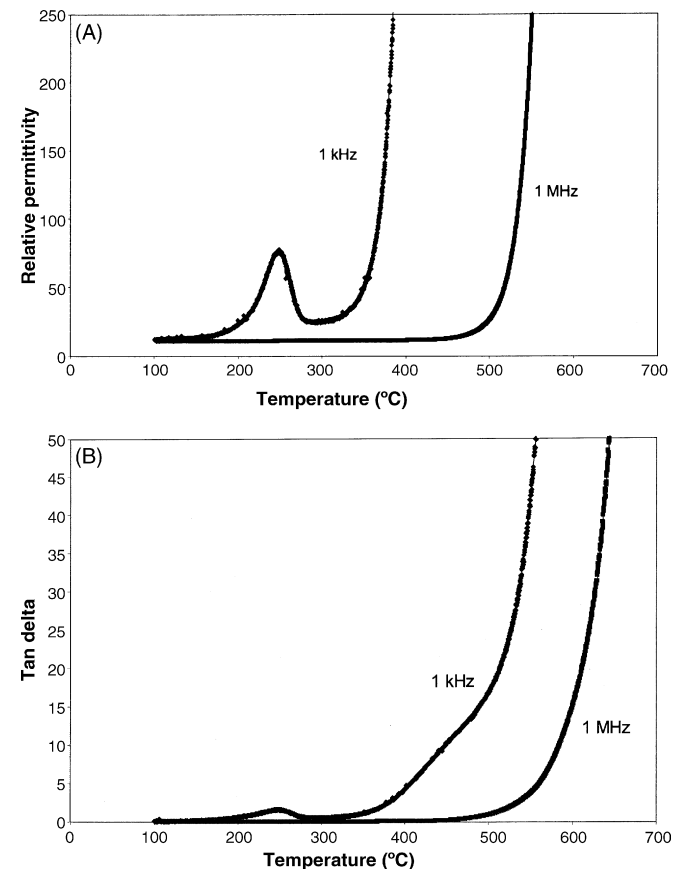 (A)
250
200
150
100
50
0
Relative permittivity
1 kHz
1 MHz
0 100 200 300 400 500 600 700
Temperature (ºC)
(B)
50
45
40
35
30
25
20
15
10
5
0
Tan delta
1 kHz
1 MHz
0 100 200 300 400 500 600 700
Temperature (ºC)